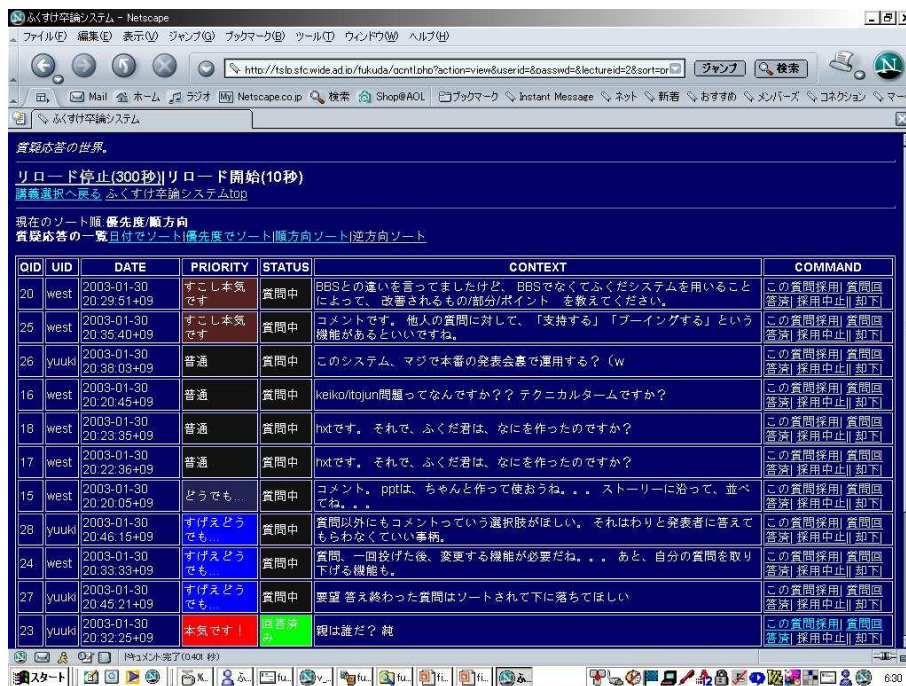 ふくすけ卒論システム - Netscape
ファイル(F) 編集(E) 表示(V) ジャンプ(G) ブックマーク(B) ツール(T) ウィンドウ(W) ヘルプ(H)
http://tslb.sfc.wide.ad.jp/fukuda/qcntl.php?action=view&userid=&passwd=&lectureid=2&sort=pr ジャンプ 検索
Mail ホーム ラジオ Netscape.co.jp 検索 Shop@AOL ブックマーク Instant Message ネット 新着 おすすめ メンバーズ コネクション マー
ふくすけ卒論システム
質疑応答の世界。
リロード停止(300秒)|リロード開始(10秒)
講義選択へ戻る ふくすけ卒論システムtop
現在のソート順:優先度/順方向
質疑応答の一覧日付でソート|優先度でソート|順方向ソート|逆方向ソート
QID UID DATE PRIORITY STATUS CONTEXT COMMAND
20 west 2003-01-30 20:29:51+09 すこし本気です 質問中 BBSとの違いを言ってましたけど、 BBSでなくてふくだシステムを用いることによって、 改善されるもの/部分/ポイント を教えてください。 この質問採用| 質問回答済| 採用中止|| 却下|
25 west 2003-01-30 20:35:40+09 すこし本気です 質問中 コメントです。 他人の質問に対して、 「支持する」「ブーイングする」という機能があるといいですね。 この質問採用| 質問回答済| 採用中止|| 却下|
26 yuuki 2003-01-30 20:38:03+09 普通 質問中 このシステム、マジで本番の発表会裏で運用する？（w この質問採用| 質問回答済| 採用中止|| 却下|
16 west 2003-01-30 20:20:45+09 普通 質問中 keiko/itojun問題ってなんですか？？ テクニカルタームですか？ この質問採用| 質問回答済| 採用中止|| 却下|
18 west 2003-01-30 20:23:35+09 普通 質問中 hxtです。 それで、ふくだ君は、なにを作ったのですか？ この質問採用| 質問回答済| 採用中止|| 却下|
17 west 2003-01-30 20:22:36+09 普通 質問中 hxtです。 それで、ふくだ君は、なにを作ったのですか？ この質問採用| 質問回答済| 採用中止|| 却下|
15 west 2003-01-30 20:20:05+09 どうでも... 質問中 コメント。 pptは、ちゃんと作って使おうね。。。 ストーリーに沿って、並べてね。。。 この質問採用| 質問回答済| 採用中止|| 却下|
28 yuuki 2003-01-30 20:46:15+09 すげえどうでも... 質問中 質問以外にもコメントっていう選択肢がほしい。 それはわりと発表者に答えてもらわなくていい事柄。 この質問採用| 質問回答済| 採用中止|| 却下|
24 west 2003-01-30 20:33:33+09 すげえどうでも... 質問中 質問、一回投げた後、変更する機能が必要だね。。。 あと、自分の質問を取り下げる機能も。 この質問採用| 質問回答済| 採用中止|| 却下|
27 yuuki 2003-01-30 20:45:21+09 すげえどうでも... 質問中 要望 答え終わった質問はソートされて下に落ちてほしい この質問採用| 質問回答済| 採用中止|| 却下|
23 yuuki 2003-01-30 20:32:25+09 本気です！ 回答済み 親は誰だ？ 純 この質問採用| 質問回答済| 採用中止|| 却下|
ドキュメント:完了(0.401 秒)
スタート fu... fu... fu... fi... fi... ふ... 6:30